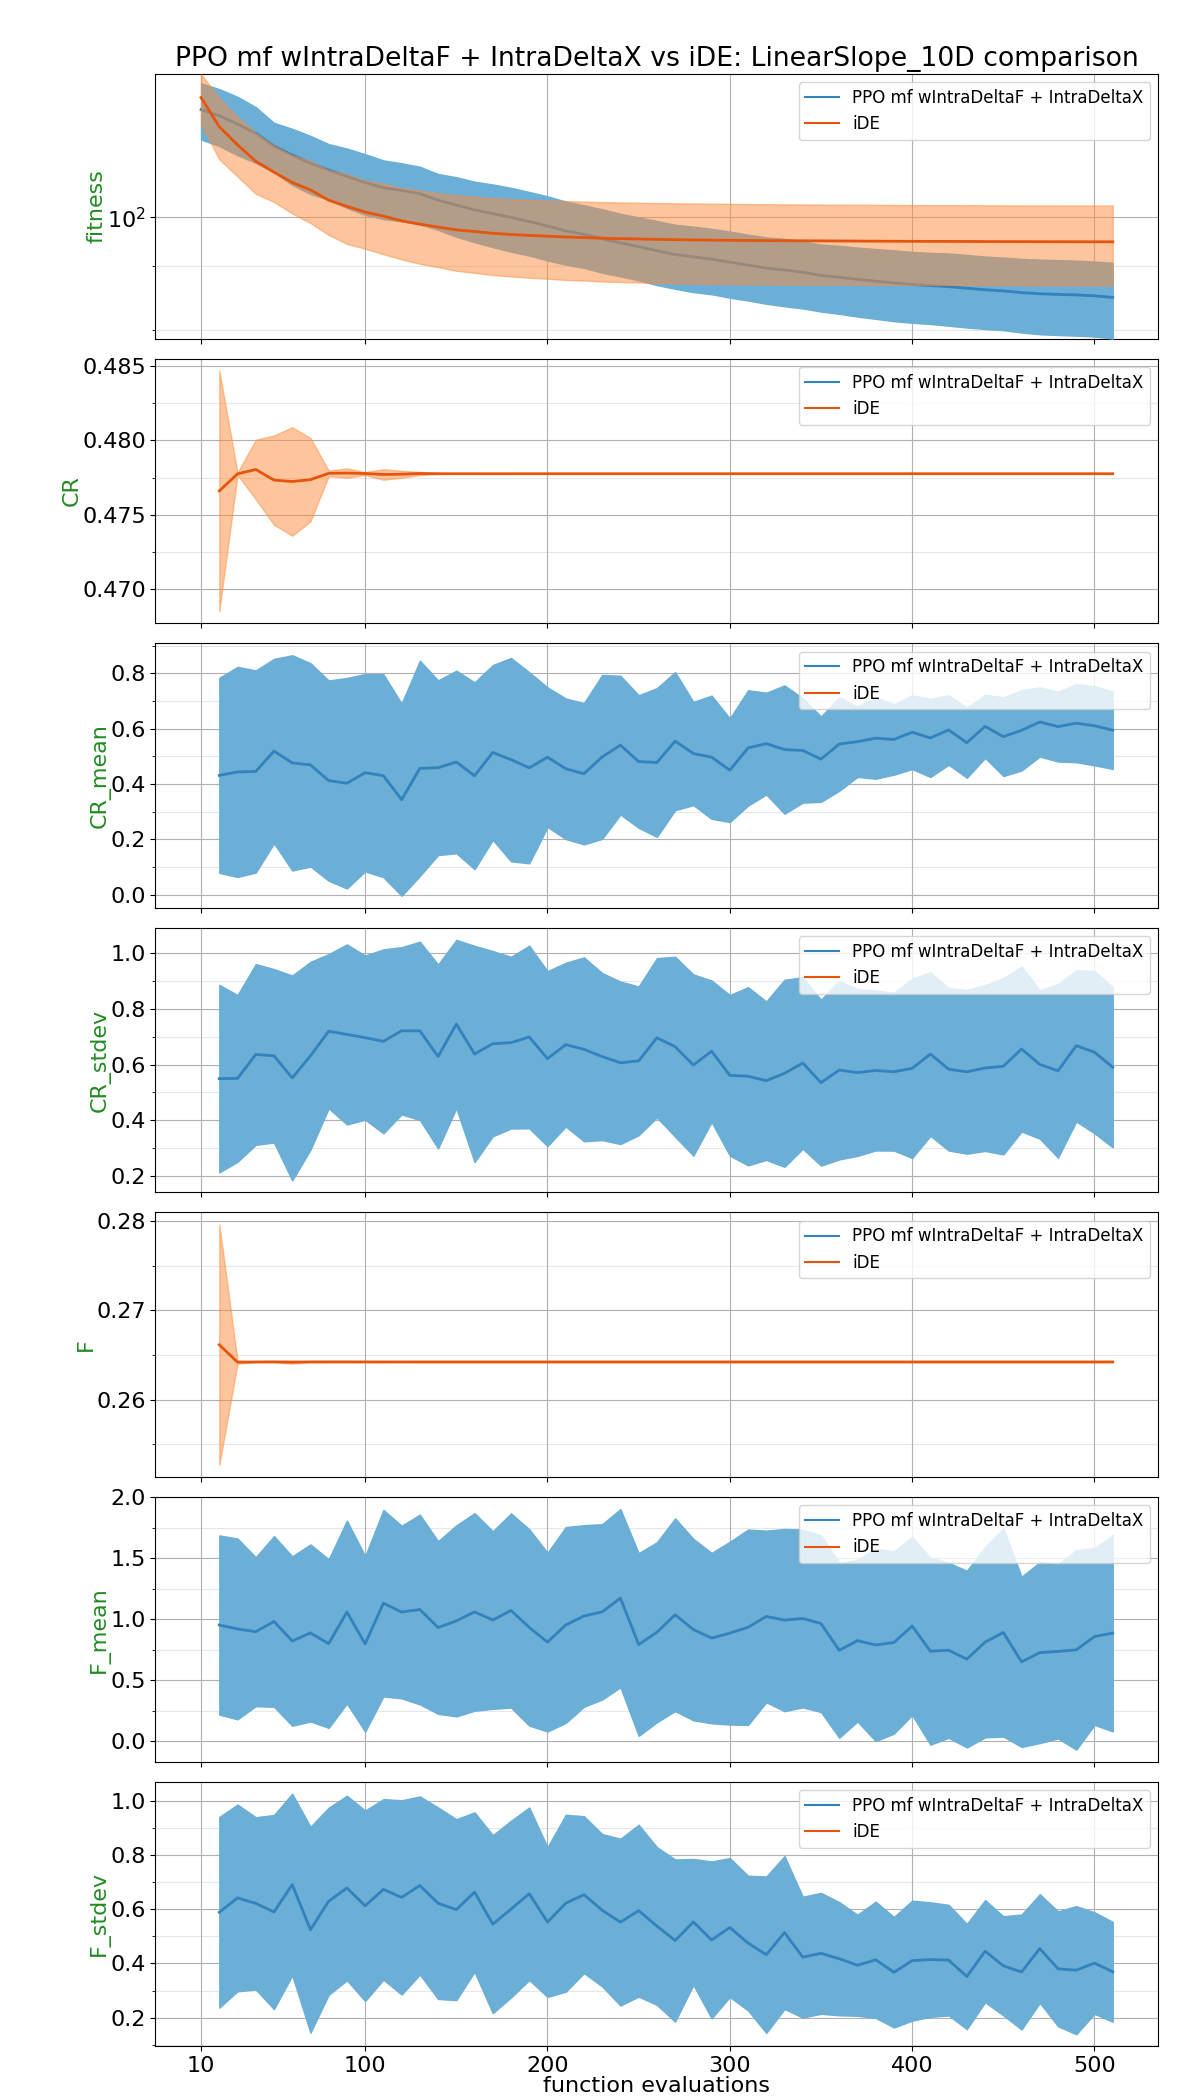 PPO mf wIntraDeltaF + IntraDeltaX vs iDE: LinearSlope_10D comparison
fitness
10²
PPO mf wIntraDeltaF + IntraDeltaX
iDE
CR
0.485
0.480
0.475
0.470
PPO mf wIntraDeltaF + IntraDeltaX
iDE
CR_mean
0.8
0.6
0.4
0.2
0.0
PPO mf wIntraDeltaF + IntraDeltaX
iDE
CR_stdev
1.0
0.8
0.6
0.4
0.2
PPO mf wIntraDeltaF + IntraDeltaX
iDE
F
0.28
0.27
0.26
PPO mf wIntraDeltaF + IntraDeltaX
iDE
F_mean
2.0
1.5
1.0
0.5
0.0
PPO mf wIntraDeltaF + IntraDeltaX
iDE
F_stdev
1.0
0.8
0.6
0.4
0.2
PPO mf wIntraDeltaF + IntraDeltaX
iDE
10 100 200 300 400 500
function evaluations